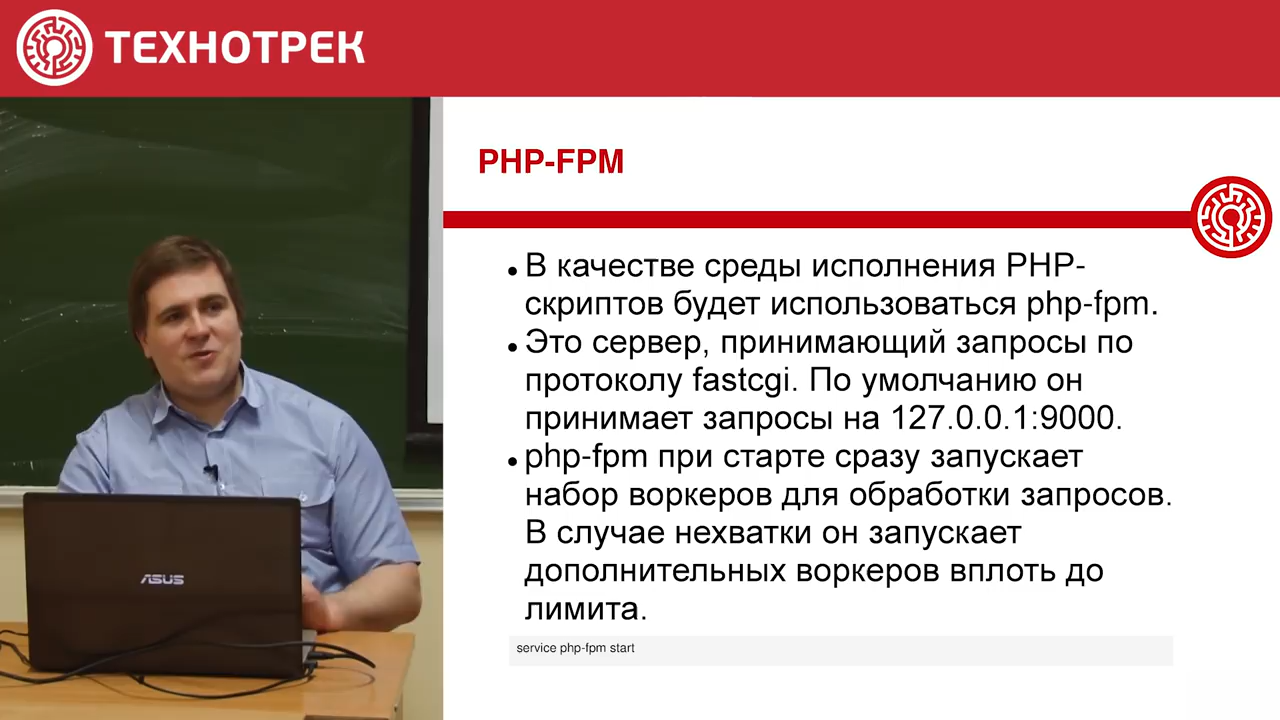 ТЕХНОТРЕК
PHP-FPM
В качестве среды исполнения PHP-
скриптов будет использоваться php-fpm.
Это сервер, принимающий запросы по
протоколу fastcgi. По умолчанию он
принимает запросы на 127.0.0.1:9000.
php-fpm при старте сразу запускает
набор воркеров для обработки запросов.
В случае нехватки он запускает
дополнительных воркеров вплоть до
лимита.
service php-fpm start
ASUS